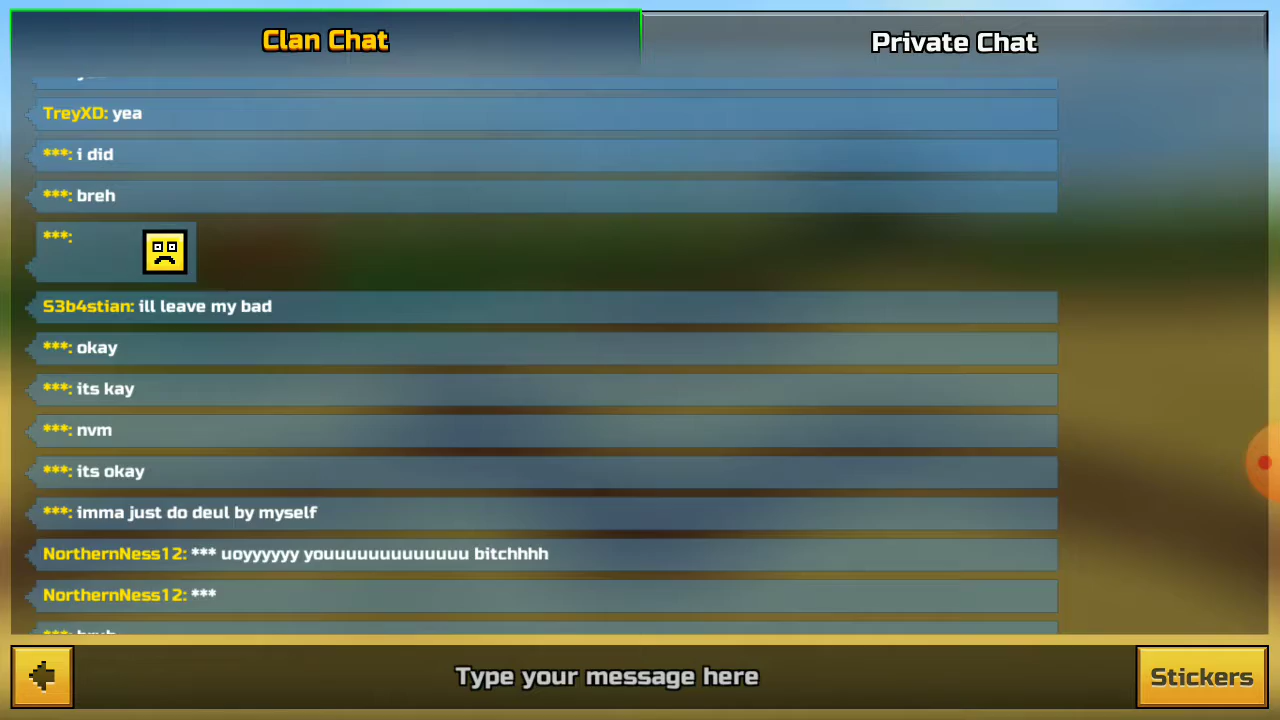 Clan Chat
Private Chat
TreyXD: yea
***: i did
***: breh
***:
S3b4stian: ill leave my bad
***: okay
***: its kay
***: nvm
***: its okay
***: imma just do deul by myself
NorthernNess12: *** uoyyyyyy youuuuuuuuuuuuu bitchhhh
NorthernNess12: ***
Type your message here
Stickers